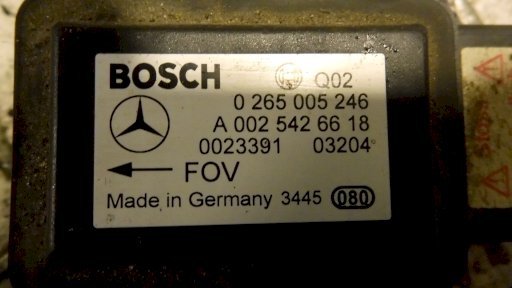 BOSCH Q02
0 265 005 246
A 002 542 66 18
0023391 03204
FOV
Made in Germany 3445 080